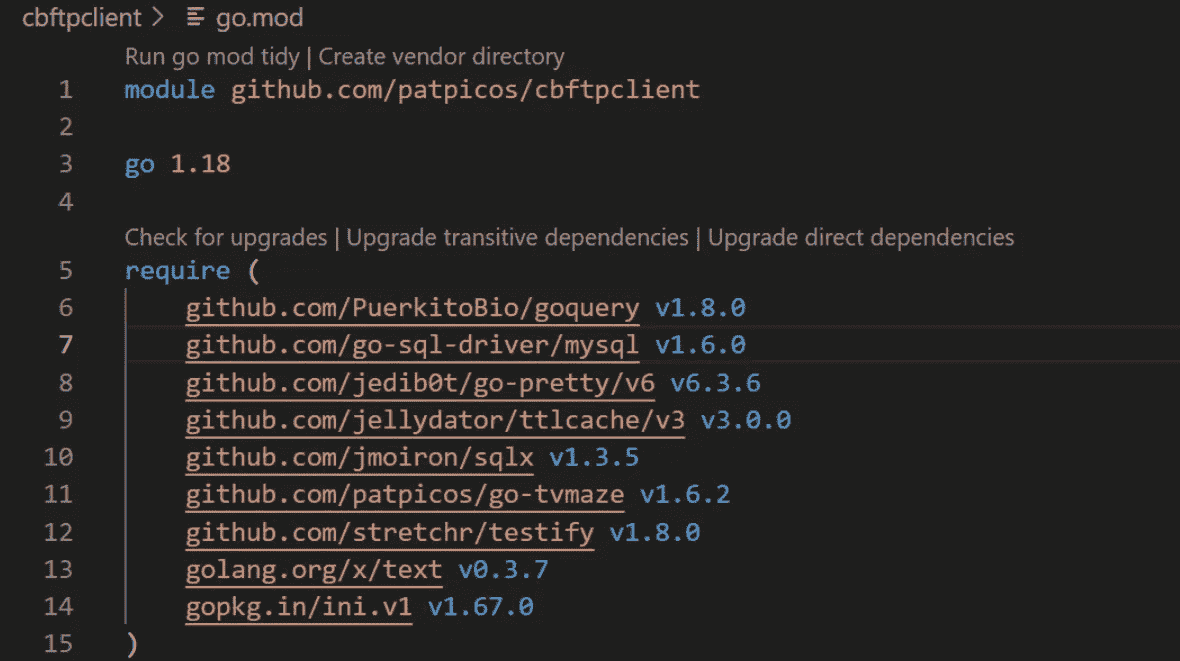 cbftpclient > go.mod
Run go mod tidy | Create vendor directory
1 module github.com/patpicos/cbftpclient
2
3 go 1.18
4
Check for upgrades | Upgrade transitive dependencies | Upgrade direct dependencies
5 require (
6 github.com/PuerkitoBio/goquery v1.8.0
7 github.com/go-sql-driver/mysql v1.6.0
8 github.com/jedib0t/go-pretty/v6 v6.3.6
9 github.com/jellydator/ttlcache/v3 v3.0.0
10 github.com/jmoiron/sqlx v1.3.5
11 github.com/patpicos/go-tvmaze v1.6.2
12 github.com/stretchr/testify v1.8.0
13 golang.org/x/text v0.3.7
14 gopkg.in/ini.v1 v1.67.0
15 )